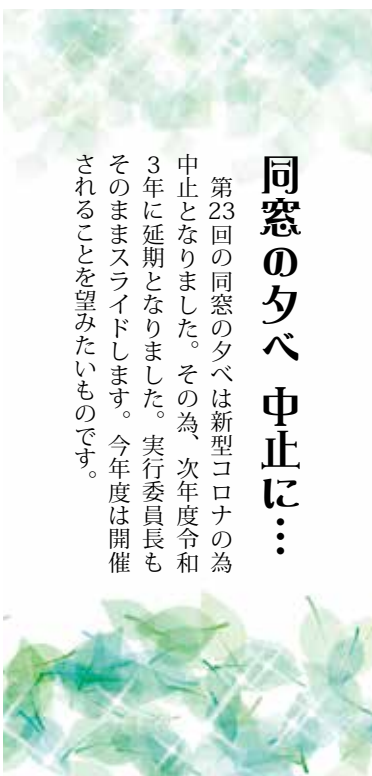 同窓の夕べ 中止に…
第23回の同窓の夕べは新型コロナの為
中止となりました。その為、次年度令和
3年に延期となりました。実行委員長も
そのままスライドします。今年度は開催
されることを望みたいものです。